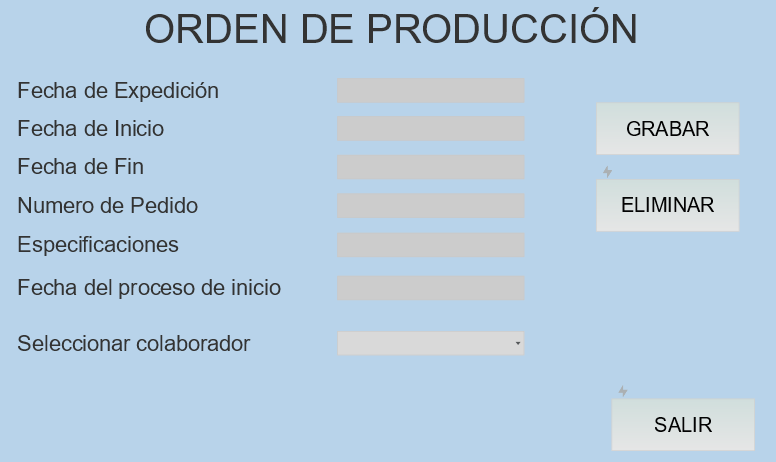 ORDEN DE PRODUCCIÓN
Fecha de Expedición
Fecha de Inicio
GRABAR
Fecha de Fin
Numero de Pedido
ELIMINAR
Especificaciones
Fecha del proceso de inicio
Seleccionar colaborador
SALIR